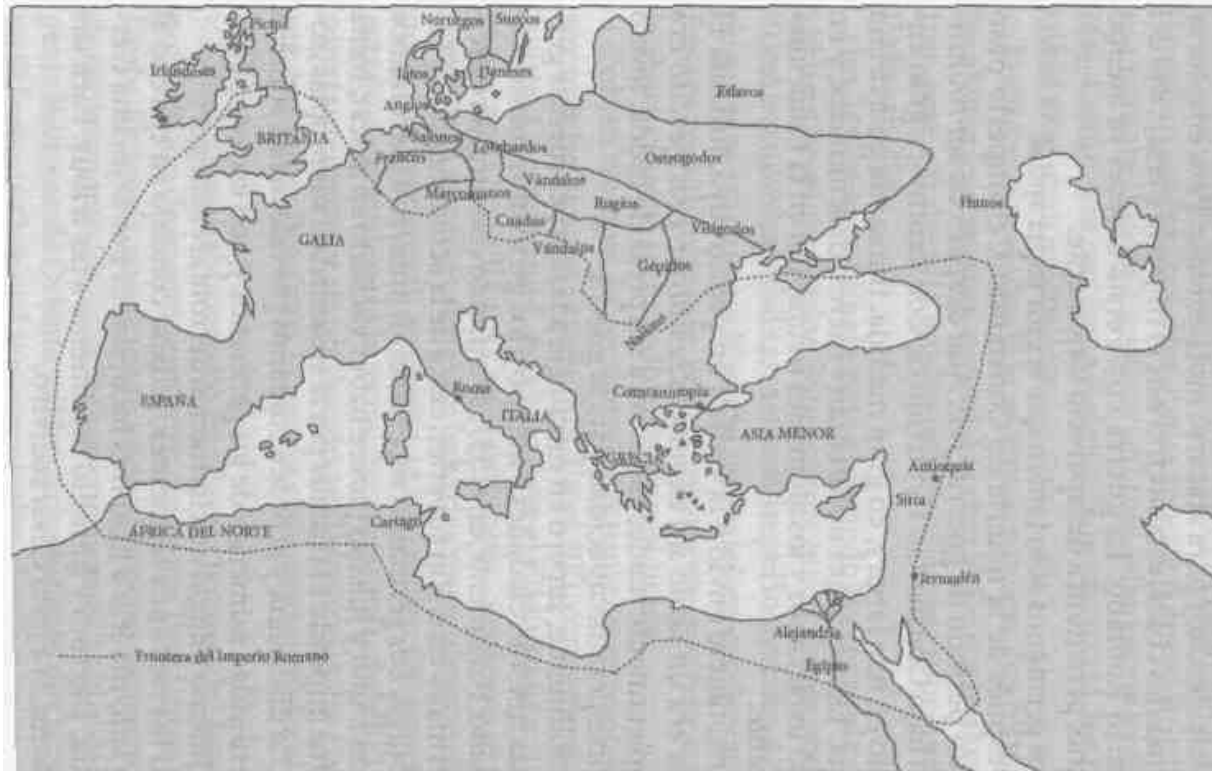 Pictos
Noruegos
Suecos
Irlandeses
Jutos
Daneses
Eslavos
Anglos
BRITANIA
Sajones
Lombardos
Francos
Ostrogodos
Vándalos
Marcomanos
Rugios
Hunos
Cuados
Visigodos
GALIA
Vándalos
Gépidos
Constantinopla
Roma
ESPAÑA
ITALIA
ASIA MENOR
GRECIA
Antioquía
Siria
Cartago
ÁFRICA DEL NORTE
Jerusalén
Alejandría
Frontera del Imperio Romano
Egipto